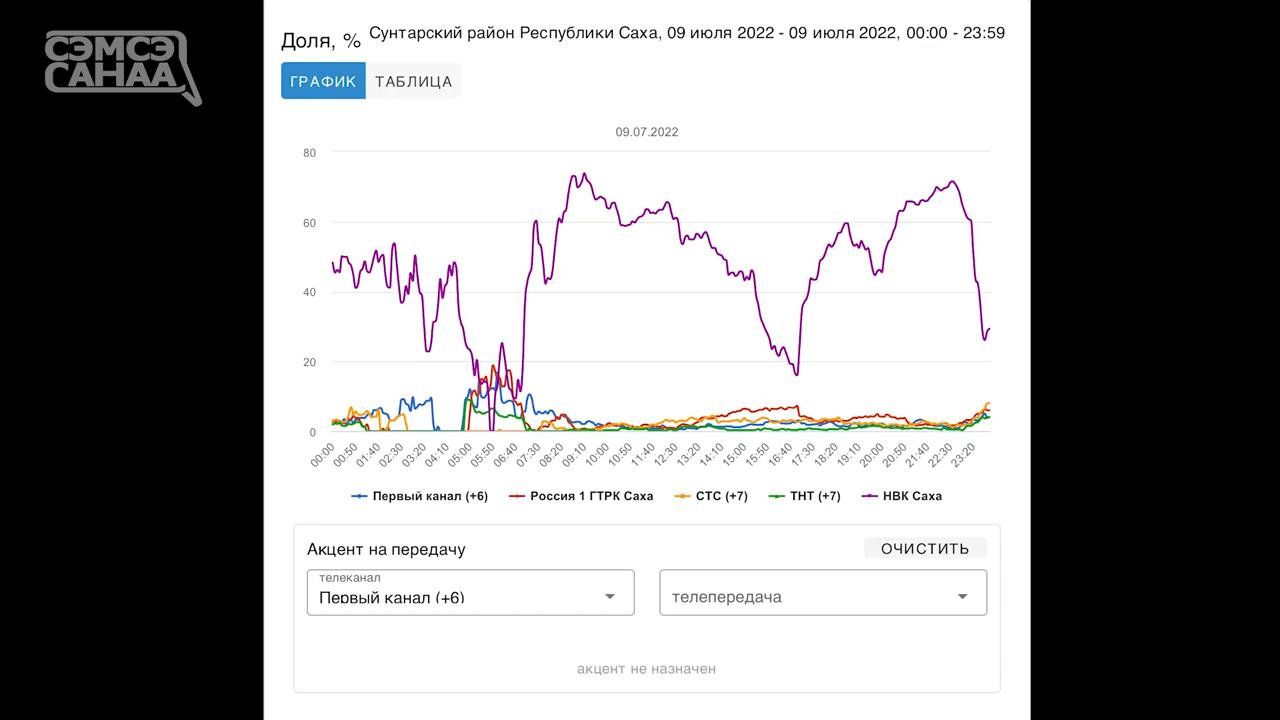 СЭМСЭ
САНАА
Доля, %
Сунтарский район Республики Саха, 09 июля 2022 - 09 июля 2022, 00:00 - 23:59
ГРАФИК
ТАБЛИЦА
09.07.2022
80
60
40
20
0
00:00 00:50 01:40 02:30 03:20 04:10 05:00 05:50 06:40 07:30 08:20 09:10 10:00 10:50 11:40 12:30 13:20 14:10 15:00 15:50 16:40 17:30 18:20 19:10 20:00 20:50 21:40 22:30 23:20
Первый канал (+6) Россия 1 ГТРК Саха СТС (+7) ТНТ (+7) НВК Саха
Акцент на передачу
ОЧИСТИТЬ
телеканал
Первый канал (+6)
телепередача
акцент не назначен